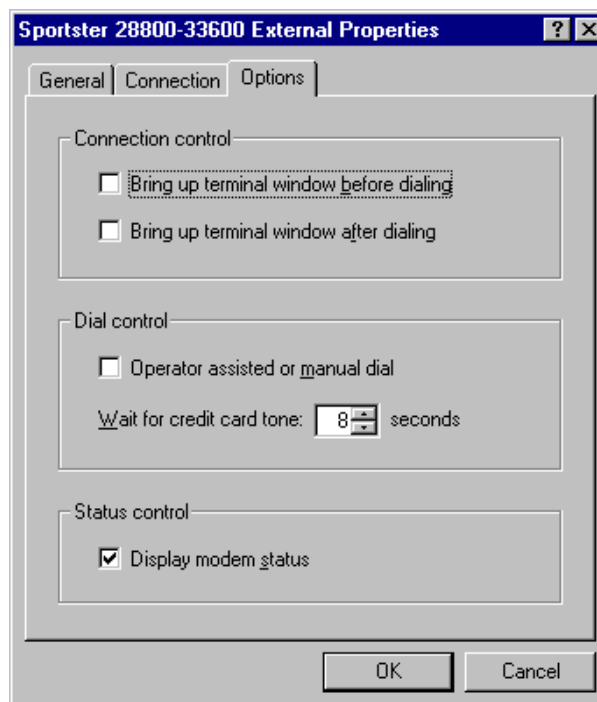 Sportster 28800-33600 External Properties
General Connection Options
Connection control
Bring up terminal window before dialing
Bring up terminal window after dialing
Dial control
Operator assisted or manual dial
Wait for credit card tone: 8 seconds
Status control
Display modem status
OK Cancel